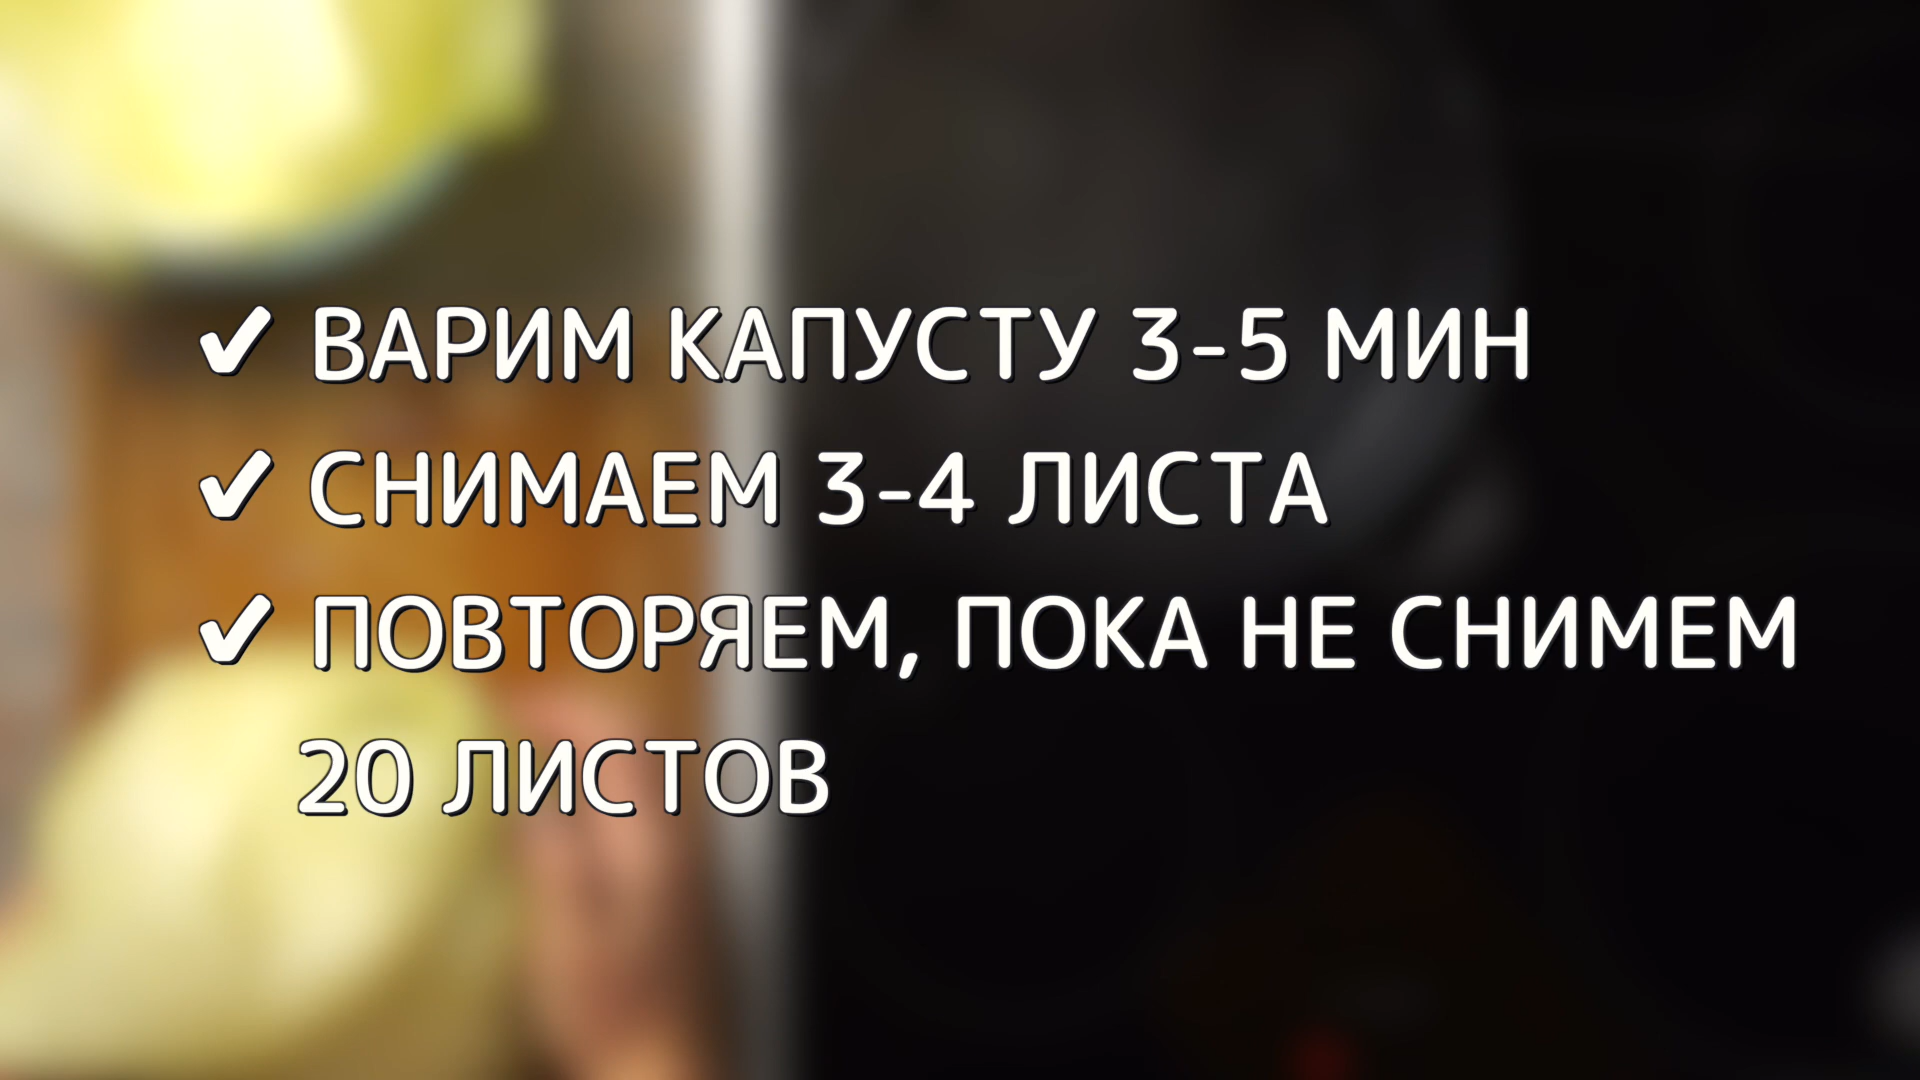 ✔ ВАРИМ КАПУСТУ 3-5 МИН
✔ СНИМАЕМ 3-4 ЛИСТА
✔ ПОВТОРЯЕМ, ПОКА НЕ СНИМЕМ
20 ЛИСТОВ